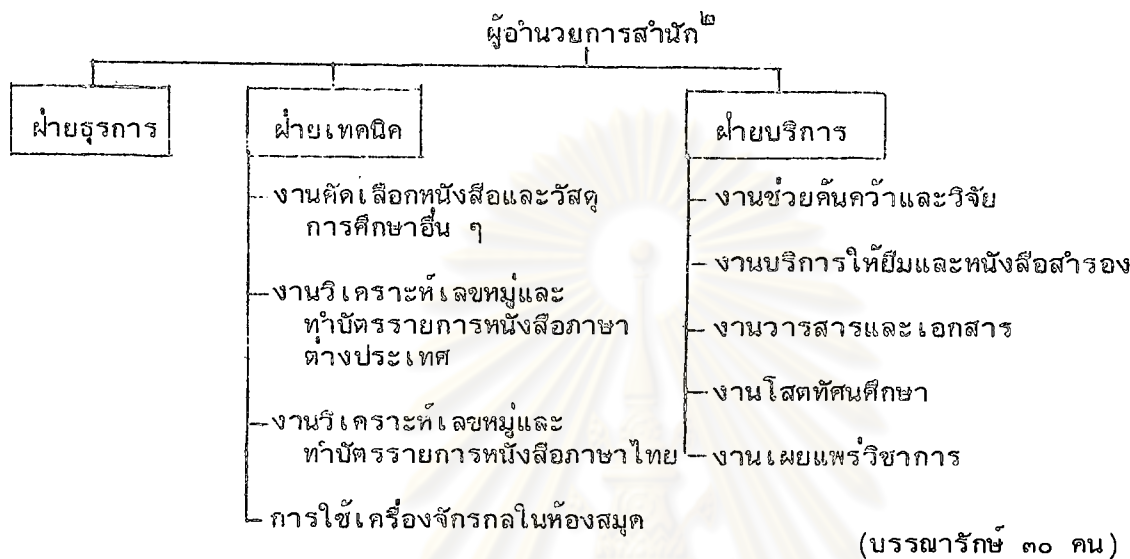 ผู้อำนวยการสำนัก๒
ฝ่ายธุรการ
ฝ่ายเทคนิค
งานคัดเลือกหนังสือและวัสดุ
การศึกษาอื่น ๆ
งานวิเคราะห์เลขหมู่และ
ทำบัตรรายการหนังสือภาษา
ต่างประเทศ
งานวิเคราะห์เลขหมู่และ
ทำบัตรรายการหนังสือภาษาไทย
การใช้เครื่องจักรกลในห้องสมุด
ฝ่ายบริการ
งานช่วยค้นคว้าและวิจัย
งานบริการให้ยืมและหนังสือสำรอง
งานวารสารและเอกสาร
งานโสตทัศนศึกษา
งานเผยแพร่วิชาการ
(บรรณารักษ์ ๓๐ คน)